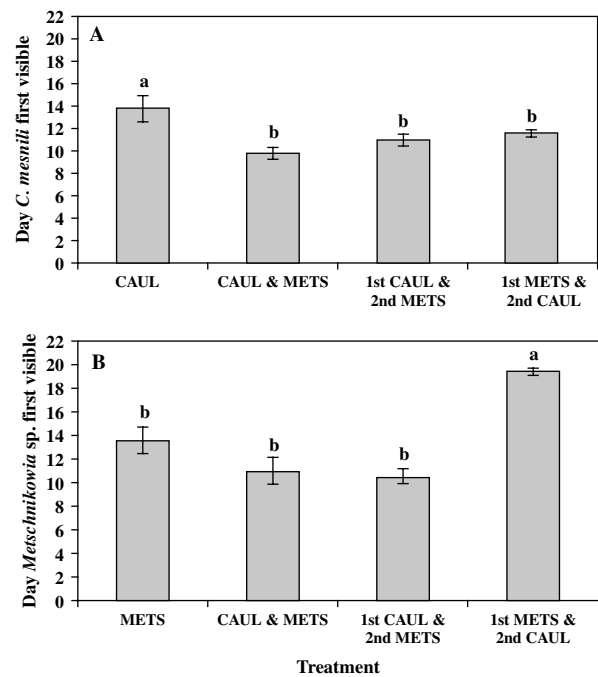 22
A
20
18
16
a
14
b
b
12
b
10
8
6
4
2
0
Day C. mesnili first visible
CAUL
CAUL & METS
1st CAUL &
2nd METS
1st METS &
2nd CAUL
22
B
a
20
18
16
b
14
b
b
12
10
8
6
4
2
0
Day Metschnikowia sp. first visible
METS
CAUL & METS
1st CAUL &
2nd METS
1st METS &
2nd CAUL
Treatment